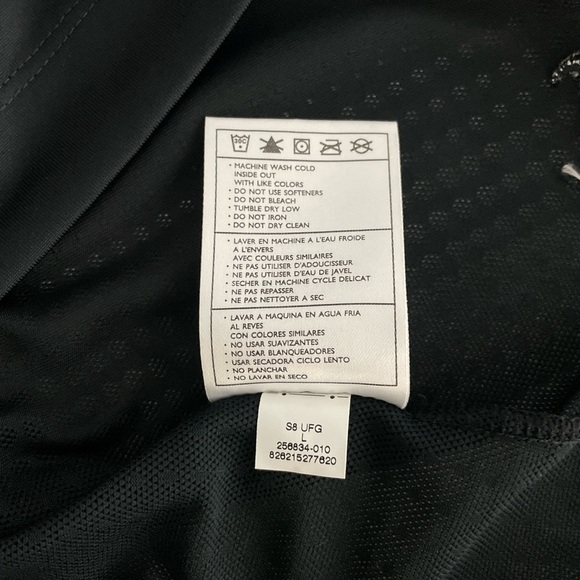 30C
• MACHINE WASH COLD
INSIDE OUT
WITH LIKE COLORS
• DO NOT USE SOFTENERS
• DO NOT BLEACH
• TUMBLE DRY LOW
• DO NOT IRON
• DO NOT DRY CLEAN
• LAVER EN MACHINE A L'EAU FROIDE
A L'ENVERS
AVEC COULEURS SIMILAIRES
• NE PAS UTILISER D'ADOUCISSEUR
• NE PAS UTILISER D'EAU DE JAVEL
• SECHER EN MACHINE CYCLE DELICAT
• NE PAS REPASSER
• NE PAS NETTOYER A SEC
• LAVAR A MAQUINA EN AGUA FRIA
AL REVES
CON COLORES SIMILARES
• NO USAR SUAVIZANTES
• NO USAR BLANQUEADORES
• USAR SECADORA CICLO LENTO
• NO PLANCHAR
• NO LAVAR EN SECO
S8 UFG
L
256834-010
826215277620